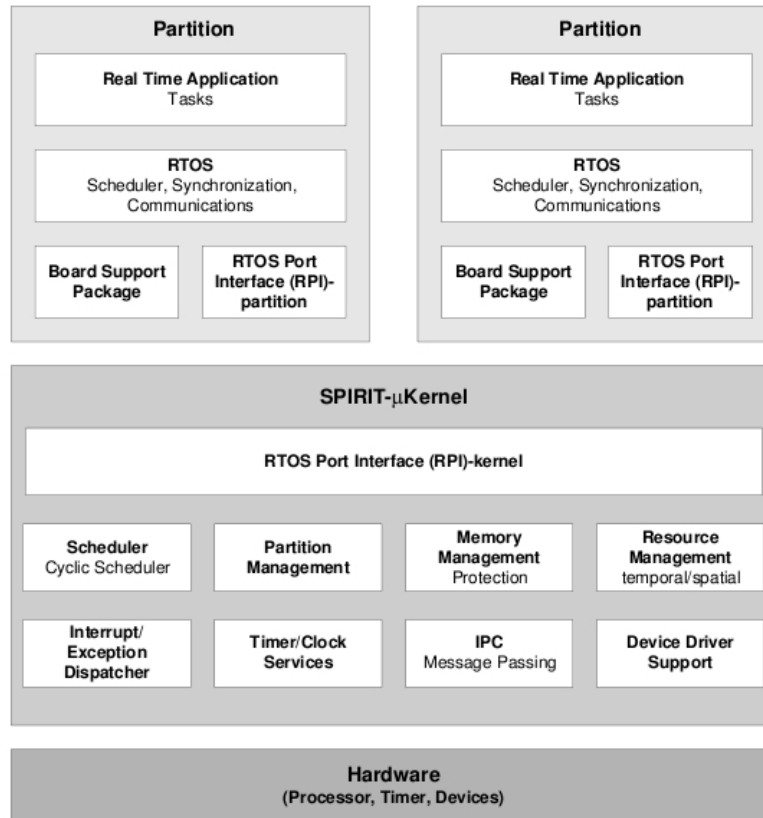 Partition
Real Time Application
Tasks
RTOS
Scheduler, Synchronization,
Communications
Board Support
Package
RTOS Port
Interface (RPI)-
partition
Partition
Real Time Application
Tasks
RTOS
Scheduler, Synchronization,
Communications
Board Support
Package
RTOS Port
Interface (RPI)-
partition
SPIRIT-μKernel
RTOS Port Interface (RPI)-kernel
Scheduler
Cyclic Scheduler
Partition
Management
Memory
Management
Protection
Resource
Management
temporal/spatial
Interrupt/
Exception
Dispatcher
Timer/Clock
Services
IPC
Message Passing
Device Driver
Support
Hardware
(Processor, Timer, Devices)